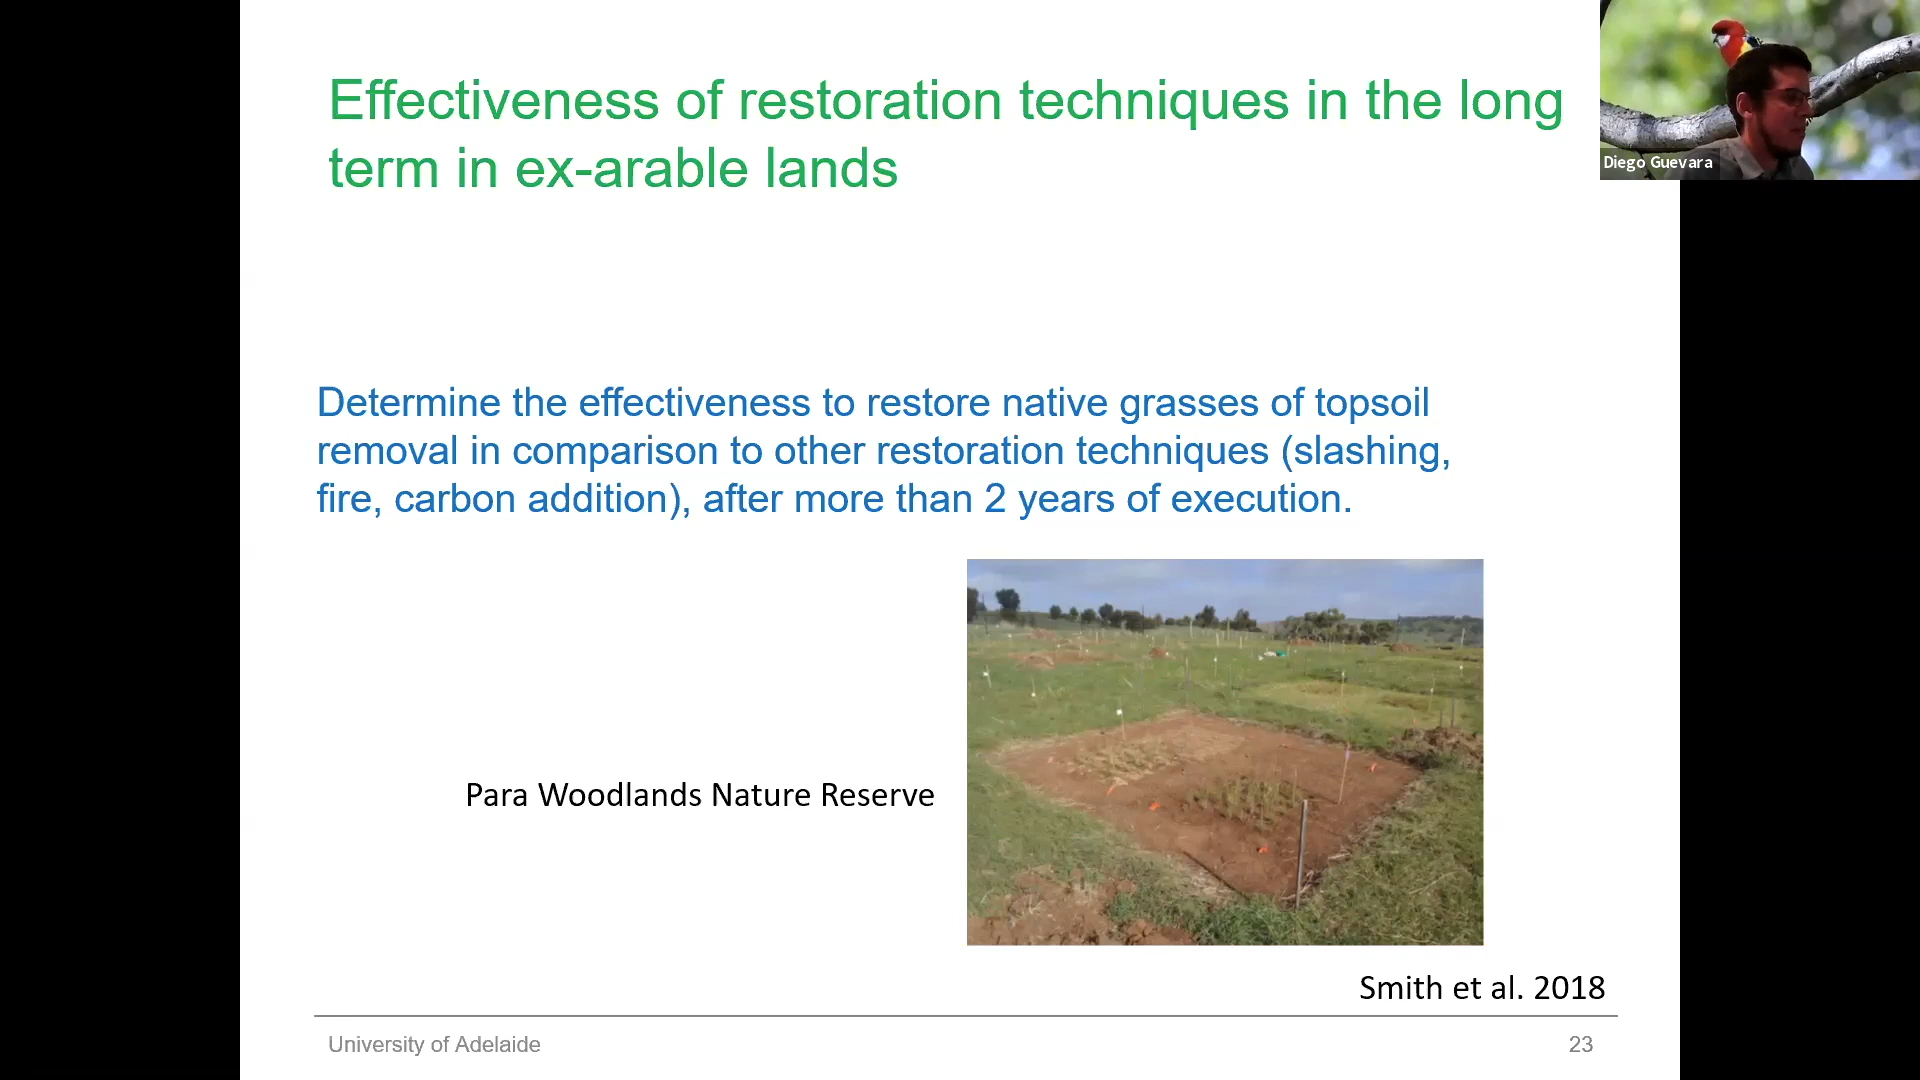 Effectiveness of restoration techniques in the long
term in ex-arable lands
Diego Guevara
Determine the effectiveness to restore native grasses of topsoil
removal in comparison to other restoration techniques (slashing,
fire, carbon addition), after more than 2 years of execution.
Para Woodlands Nature Reserve
Smith et al. 2018
University of Adelaide
23